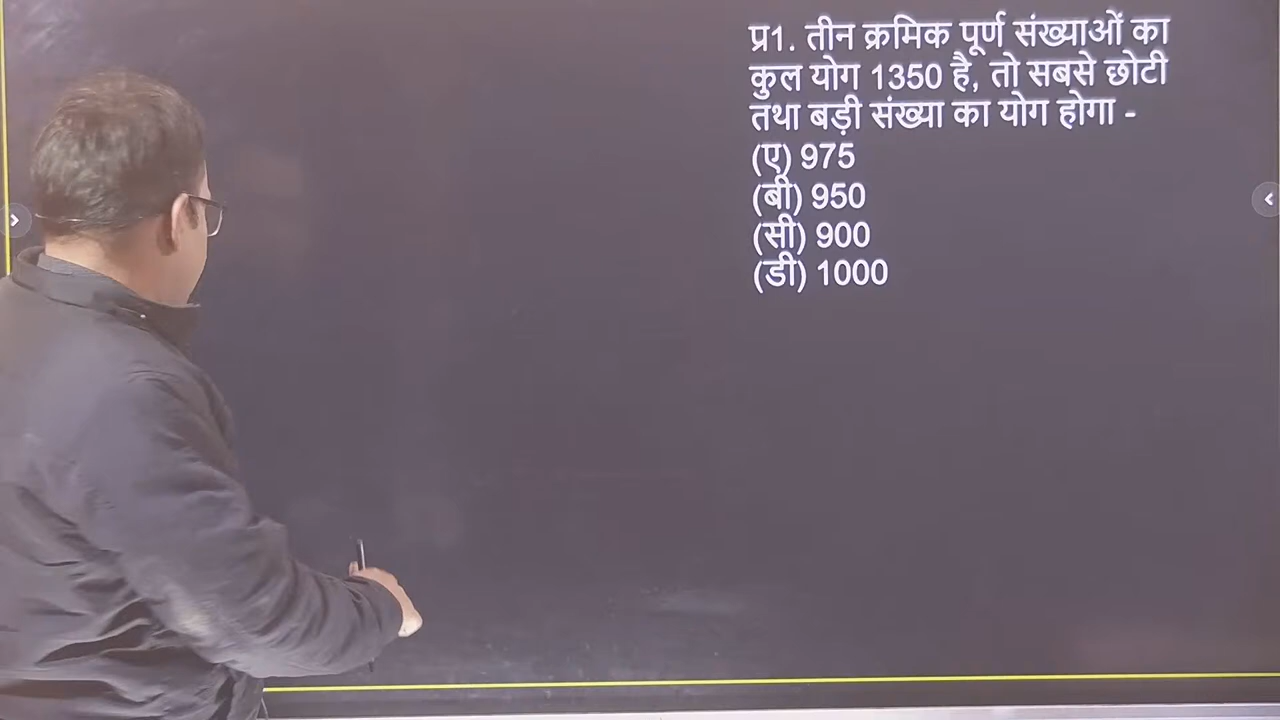 प्र1. तीन क्रमिक पूर्ण संख्याओं का
कुल योग 1350 है, तो सबसे छोटी
तथा बड़ी संख्या का योग होगा -
(ए) 975
(बी) 950
(सी) 900
(डी) 1000